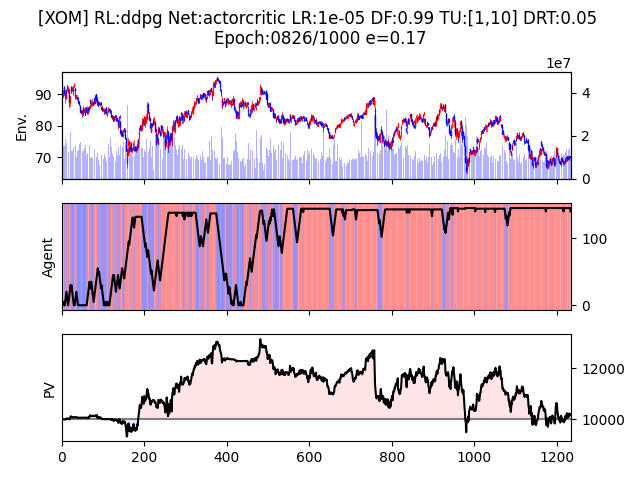 [XOM] RL:ddpg Net:actorcritic LR:1e-05 DF:0.99 TU:[1,10] DRT:0.05
Epoch:0826/1000 e=0.17
1e7
Env.
90
80
70
4
2
0
Agent
100
0
PV
12000
10000
0 200 400 600 800 1000 1200